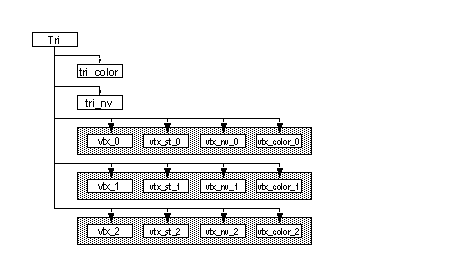 Tri
tri_color
tri_nv
vtx_0 vtx_st_0 vtx_nv_0 vtx_color_0
vtx_1 vtx_st_1 vtx_nv_1 vtx_color_1
vtx_2 vtx_st_2 vtx_nv_2 vtx_color_2